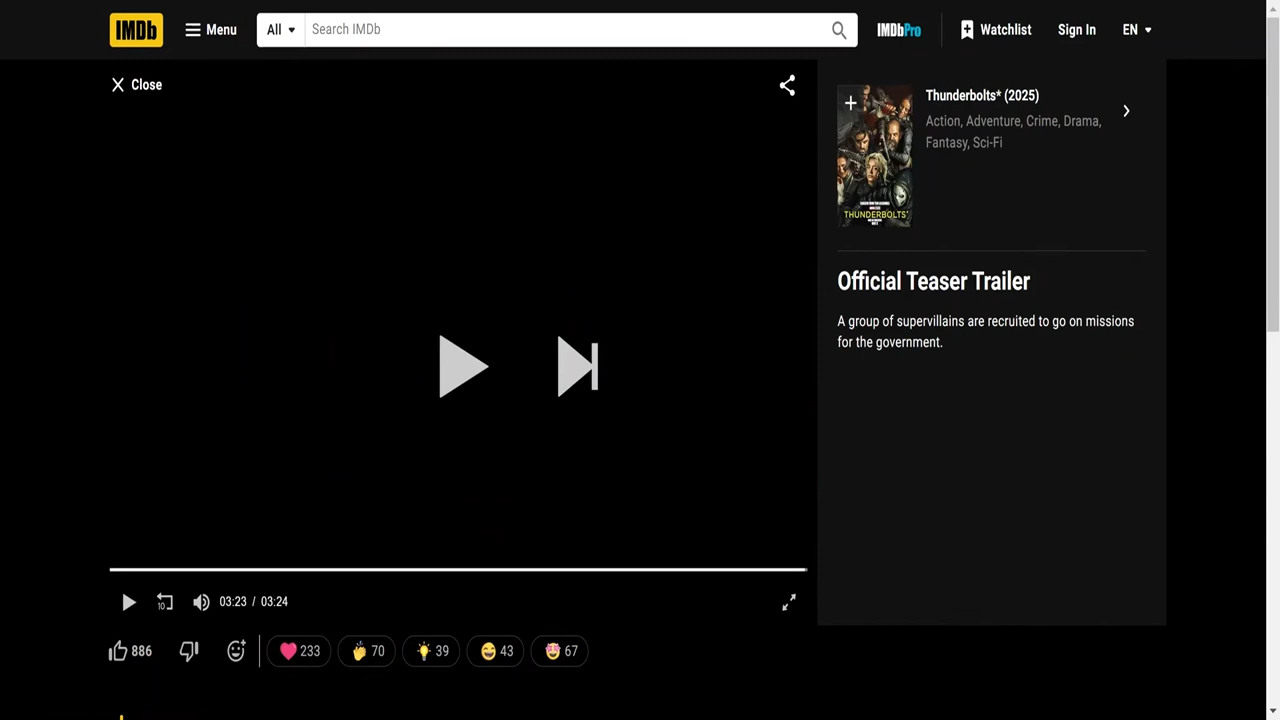 IMDb
Menu
All
Search IMDb
IMDbPro
Watchlist
Sign In
EN
Close
Thunderbolts* (2025)
Action, Adventure, Crime, Drama,
Fantasy, Sci-Fi
THUNDERBOLTS*
Official Teaser Trailer
A group of supervillains are recruited to go on missions
for the government.
10
03:23 / 03:24
886
233
70
39
43
67